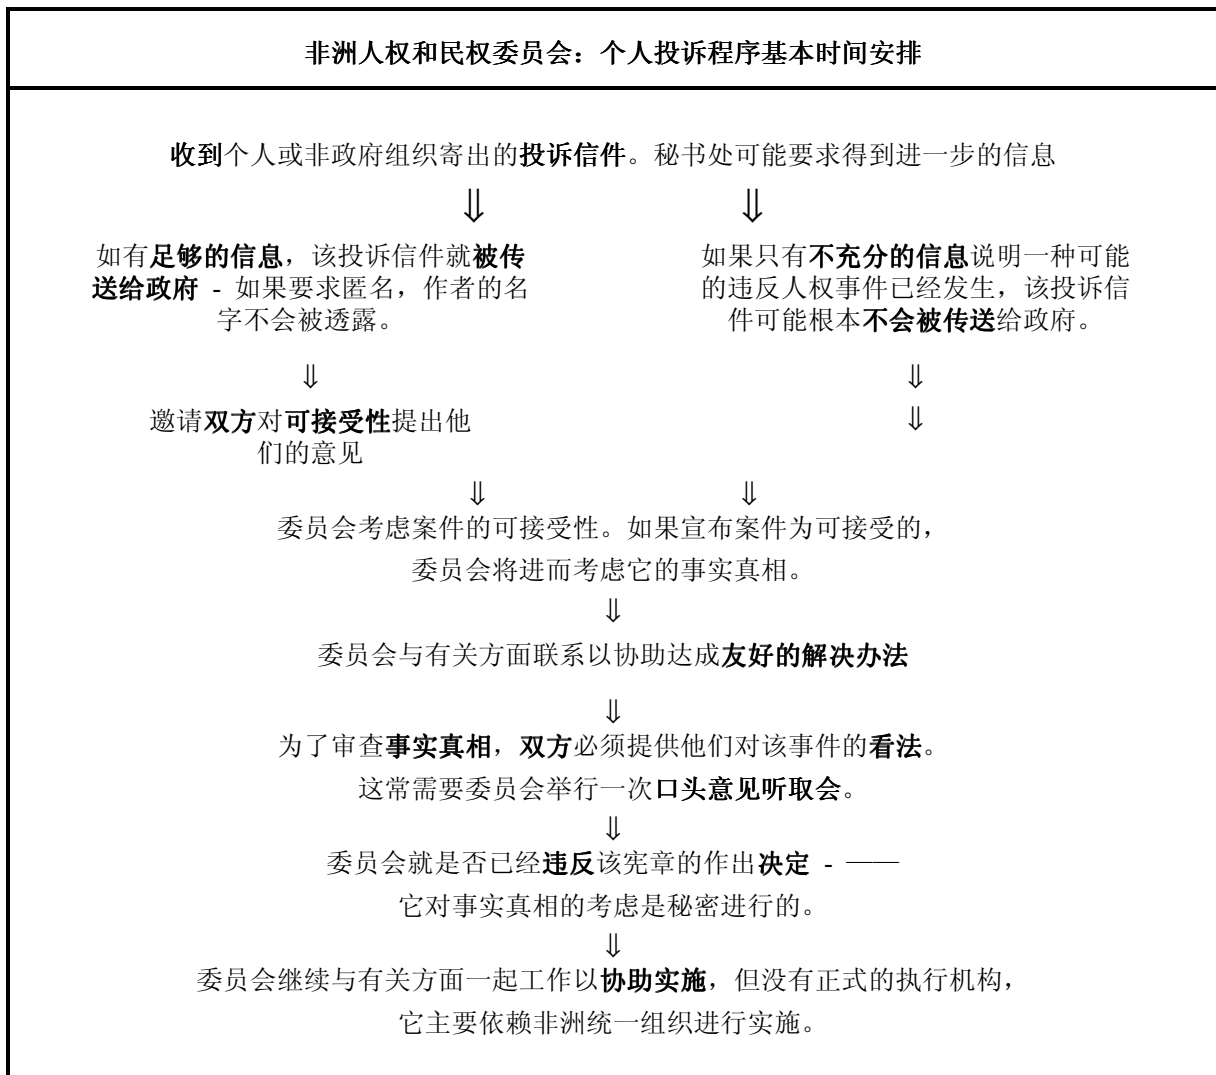 非洲人权和民权委员会：个人投诉程序基本时间安排
收到个人或非政府组织寄出的投诉信件。秘书处可能要求得到进一步的信息
⇓ ⇓
如有足够的信息，该投诉信件就被传
送给政府 - 如果要求匿名，作者的名
字不会被透露。
如果只有不充分的信息说明一种可能
的违反人权事件已经发生，该投诉信
件可能根本不会被传送给政府。
⇓ ⇓
邀请双方对可接受性提出他
们的意见
⇓
⇓ ⇓
委员会考虑案件的可接受性。如果宣布案件为可接受的，
委员会将进而考虑它的事实真相。
⇓
委员会与有关方面联系以协助达成友好的解决办法
⇓
为了审查事实真相，双方必须提供他们对该事件的看法。
这常需要委员会举行一次口头意见听取会。
⇓
委员会就是否已经违反该宪章的作出决定 - ——
它对事实真相的考虑是秘密进行的。
⇓
委员会继续与有关方面一起工作以协助实施，但没有正式的执行机构，
它主要依赖非洲统一组织进行实施。